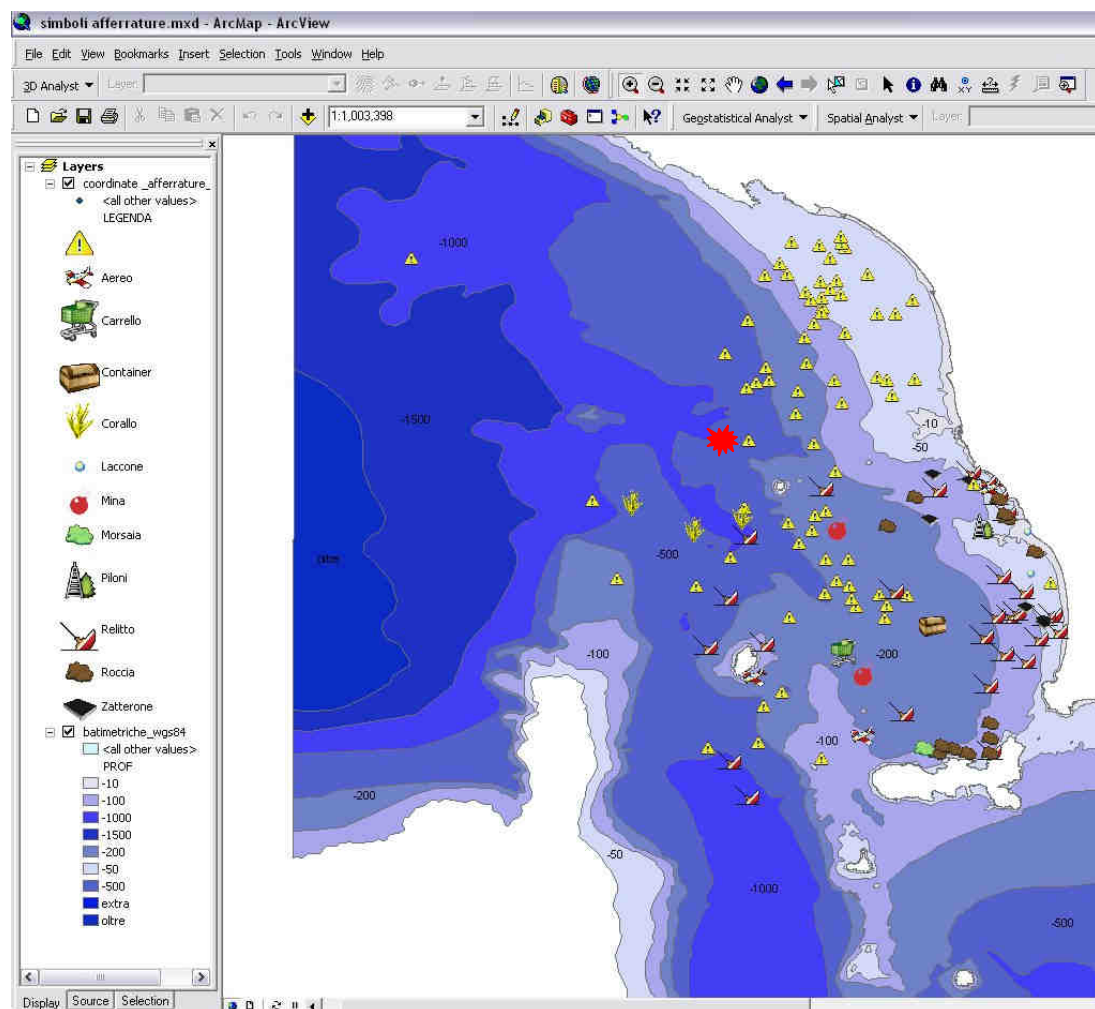 simboli afferrature.mxd - ArcMap - ArcView
File Edit View Bookmarks Insert Selection Tools Window Help
3D Analyst Layer:
1:1,003,398 Geostatistical Analyst Spatial Analyst Layer:
Layers
coordinate _afferrature_
<all other values>
LEGENDA
Aereo
Carrello
Container
Corallo
Laccone
Mina
Morsaia
Piloni
Relitto
Roccia
Zatterone
batimetriche_wgs84
<all other values>
PROF
-10
-100
-1000
-1500
-200
-50
-500
extra
oltre
Display Source Selection
-1000
-1500
-10
-50
-500
-100
-200
-100
-200
-50
-1000
-500